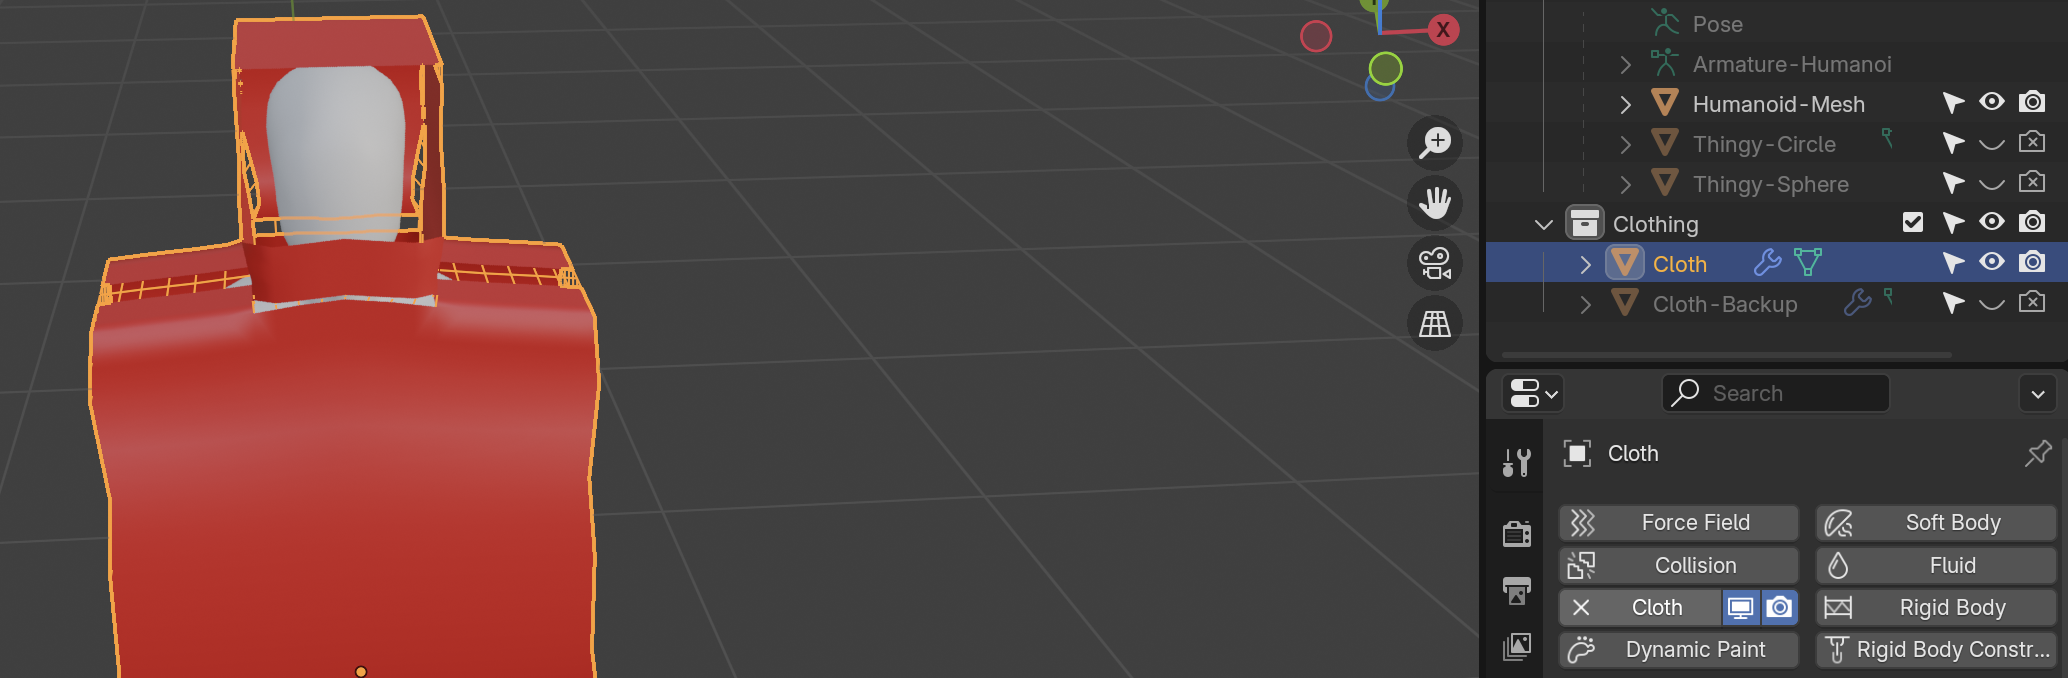 X
Pose
Armature-Humanoi
Humanoid-Mesh
Thingy-Circle
Thingy-Sphere
Clothing
Cloth
Cloth-Backup
Search
Cloth
Force Field
Soft Body
Collision
Fluid
Cloth
Rigid Body
Dynamic Paint
Rigid Body Constr...